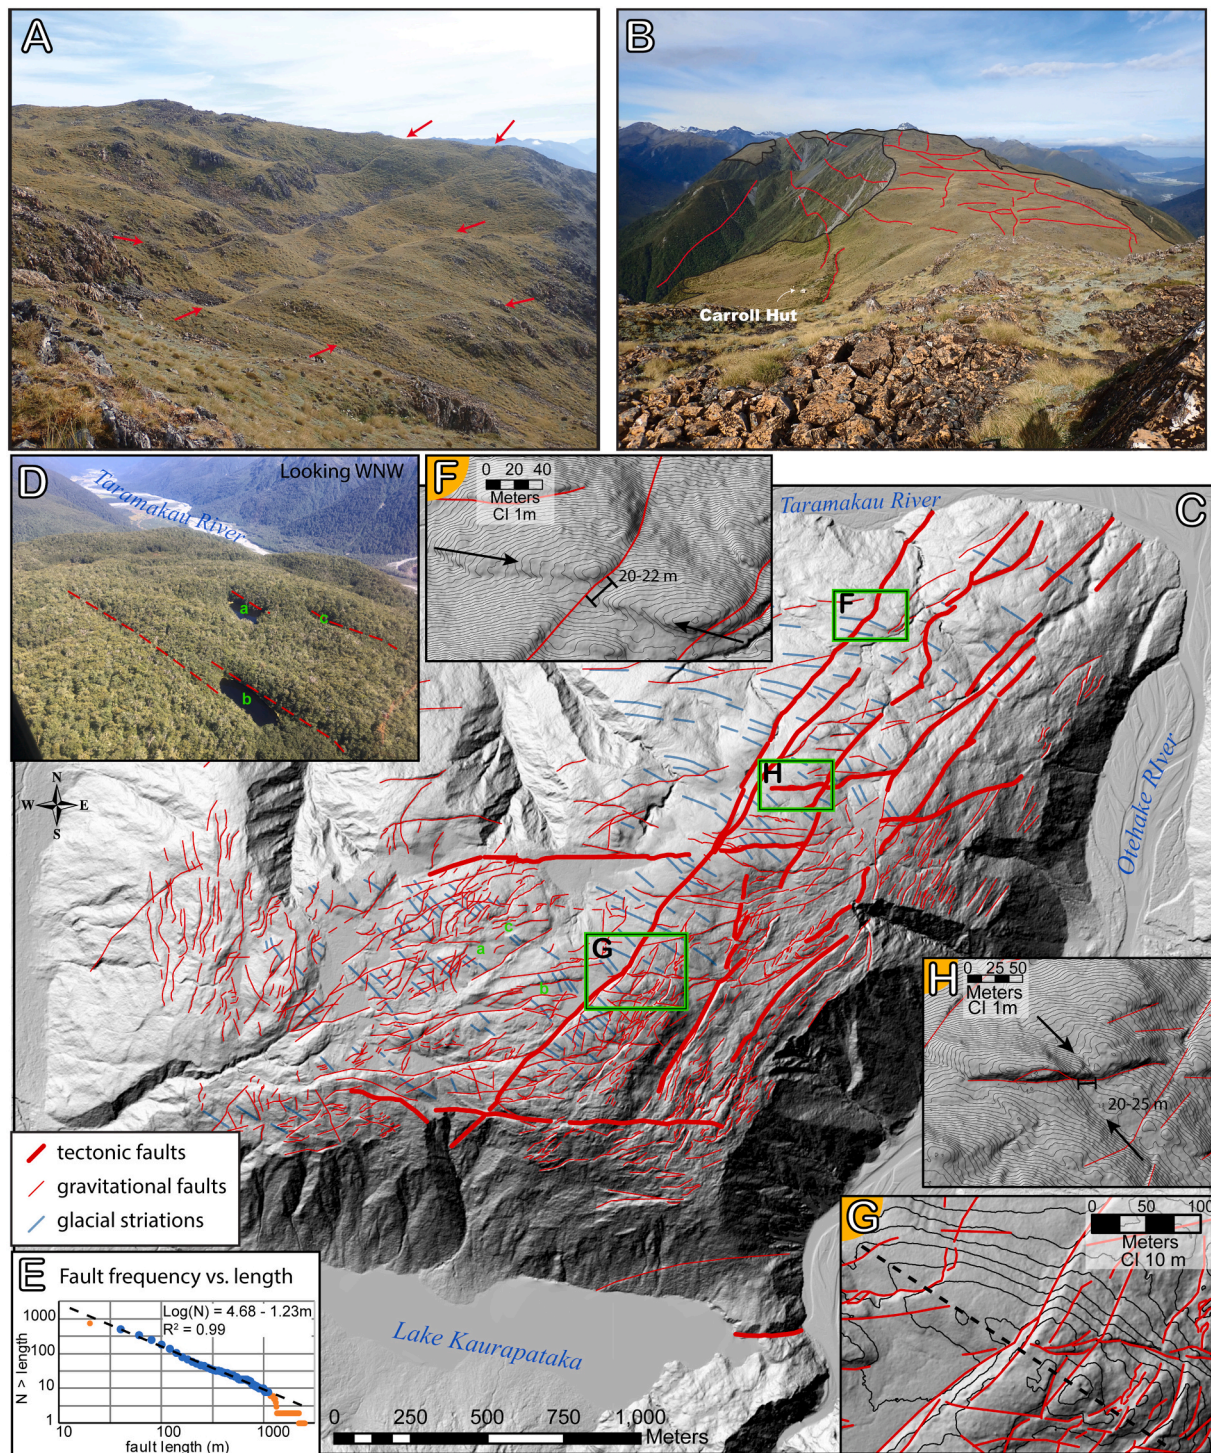 A
B
Carroll Hut
D
Looking WNW
Taramakau River
a
c
b
F
0 20 40
Meters
CI 1m
20-22 m
C
Taramakau River
F
N
W E
S
H
Otehake RIver
c
a
G
b
H
0 25 50
Meters
CI 1m
20-25 m
tectonic faults
gravitational faults
glacial striations
E Fault frequency vs. length
Log(N) = 4.68 - 1.23m
R² = 0.99
N > length
1000
100
10
1
10 100 1000
fault length (m)
Lake Kaurapataka
0 250 500 1,000
Meters
G
0 50 100
Meters
CI 10 m